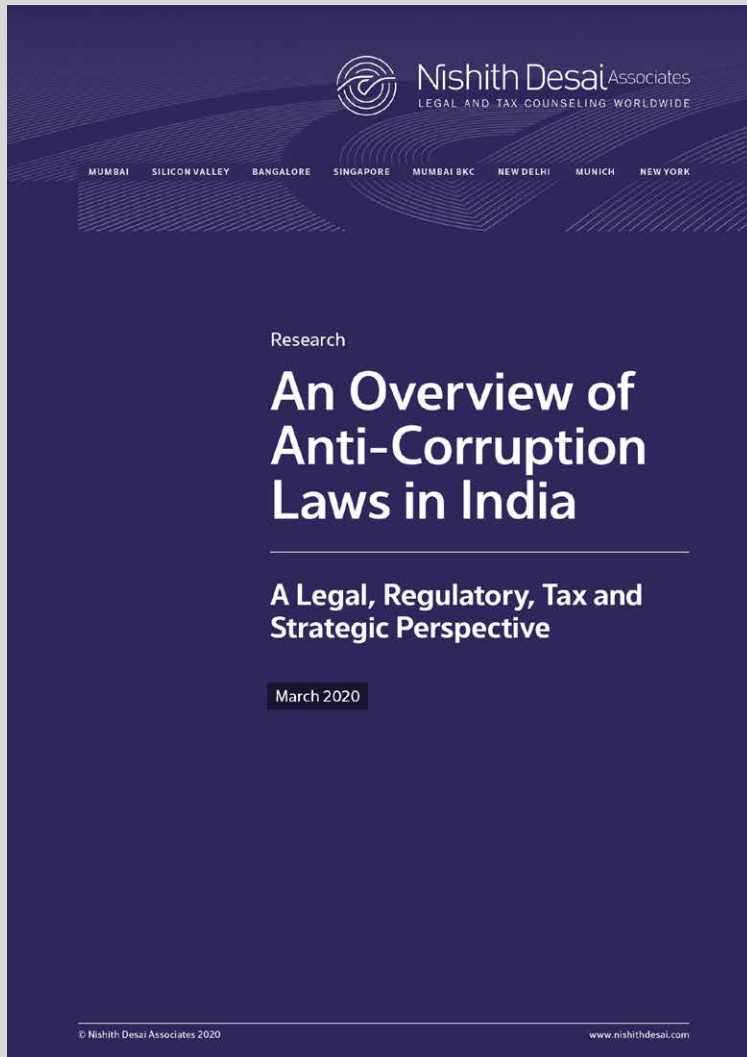 Nishith Desai Associates
LEGAL AND TAX COUNSELING WORLDWIDE
MUMBAI SILICON VALLEY BANGALORE SINGAPORE MUMBAI BKC NEW DELHI MUNICH NEW YORK
Research
An Overview of
Anti-Corruption
Laws in India
A Legal, Regulatory, Tax and
Strategic Perspective
March 2020
© Nishith Desai Associates 2020 www.nishithdesai.com